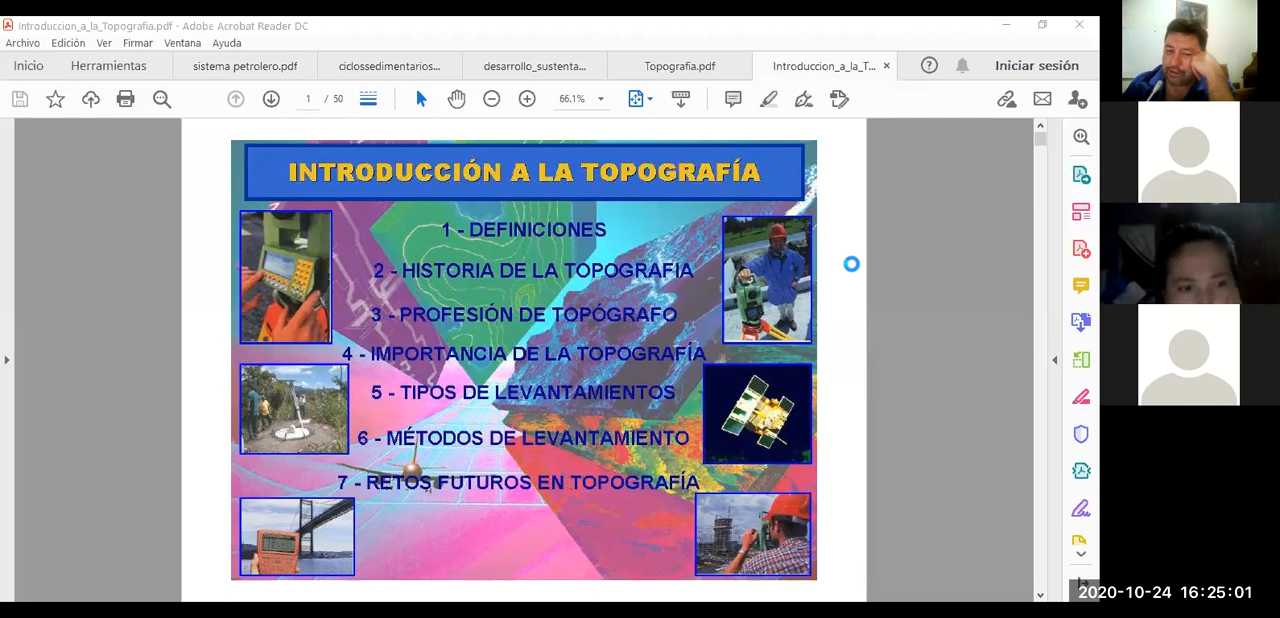 Introduccion_a_la_Topografia.pdf - Adobe Acrobat Reader DC
Archivo Edición Ver Firmar Ventana Ayuda
Inicio Herramientas sistema petrolero.pdf ciclossedimentarios... desarrollo_sustenta... Topografia.pdf Introduccion_a_la_T... Iniciar sesión
1 / 50 66.1%
INTRODUCCIÓN A LA TOPOGRAFÍA
1 - DEFINICIONES
2 - HISTORIA DE LA TOPOGRAFIA
3 - PROFESIÓN DE TOPÓGRAFO
4 - IMPORTANCIA DE LA TOPOGRAFÍA
5 - TIPOS DE LEVANTAMIENTOS
6 - MÉTODOS DE LEVANTAMIENTO
7 - RETOS FUTUROS EN TOPOGRAFÍA
2020-10-24 16:25:01